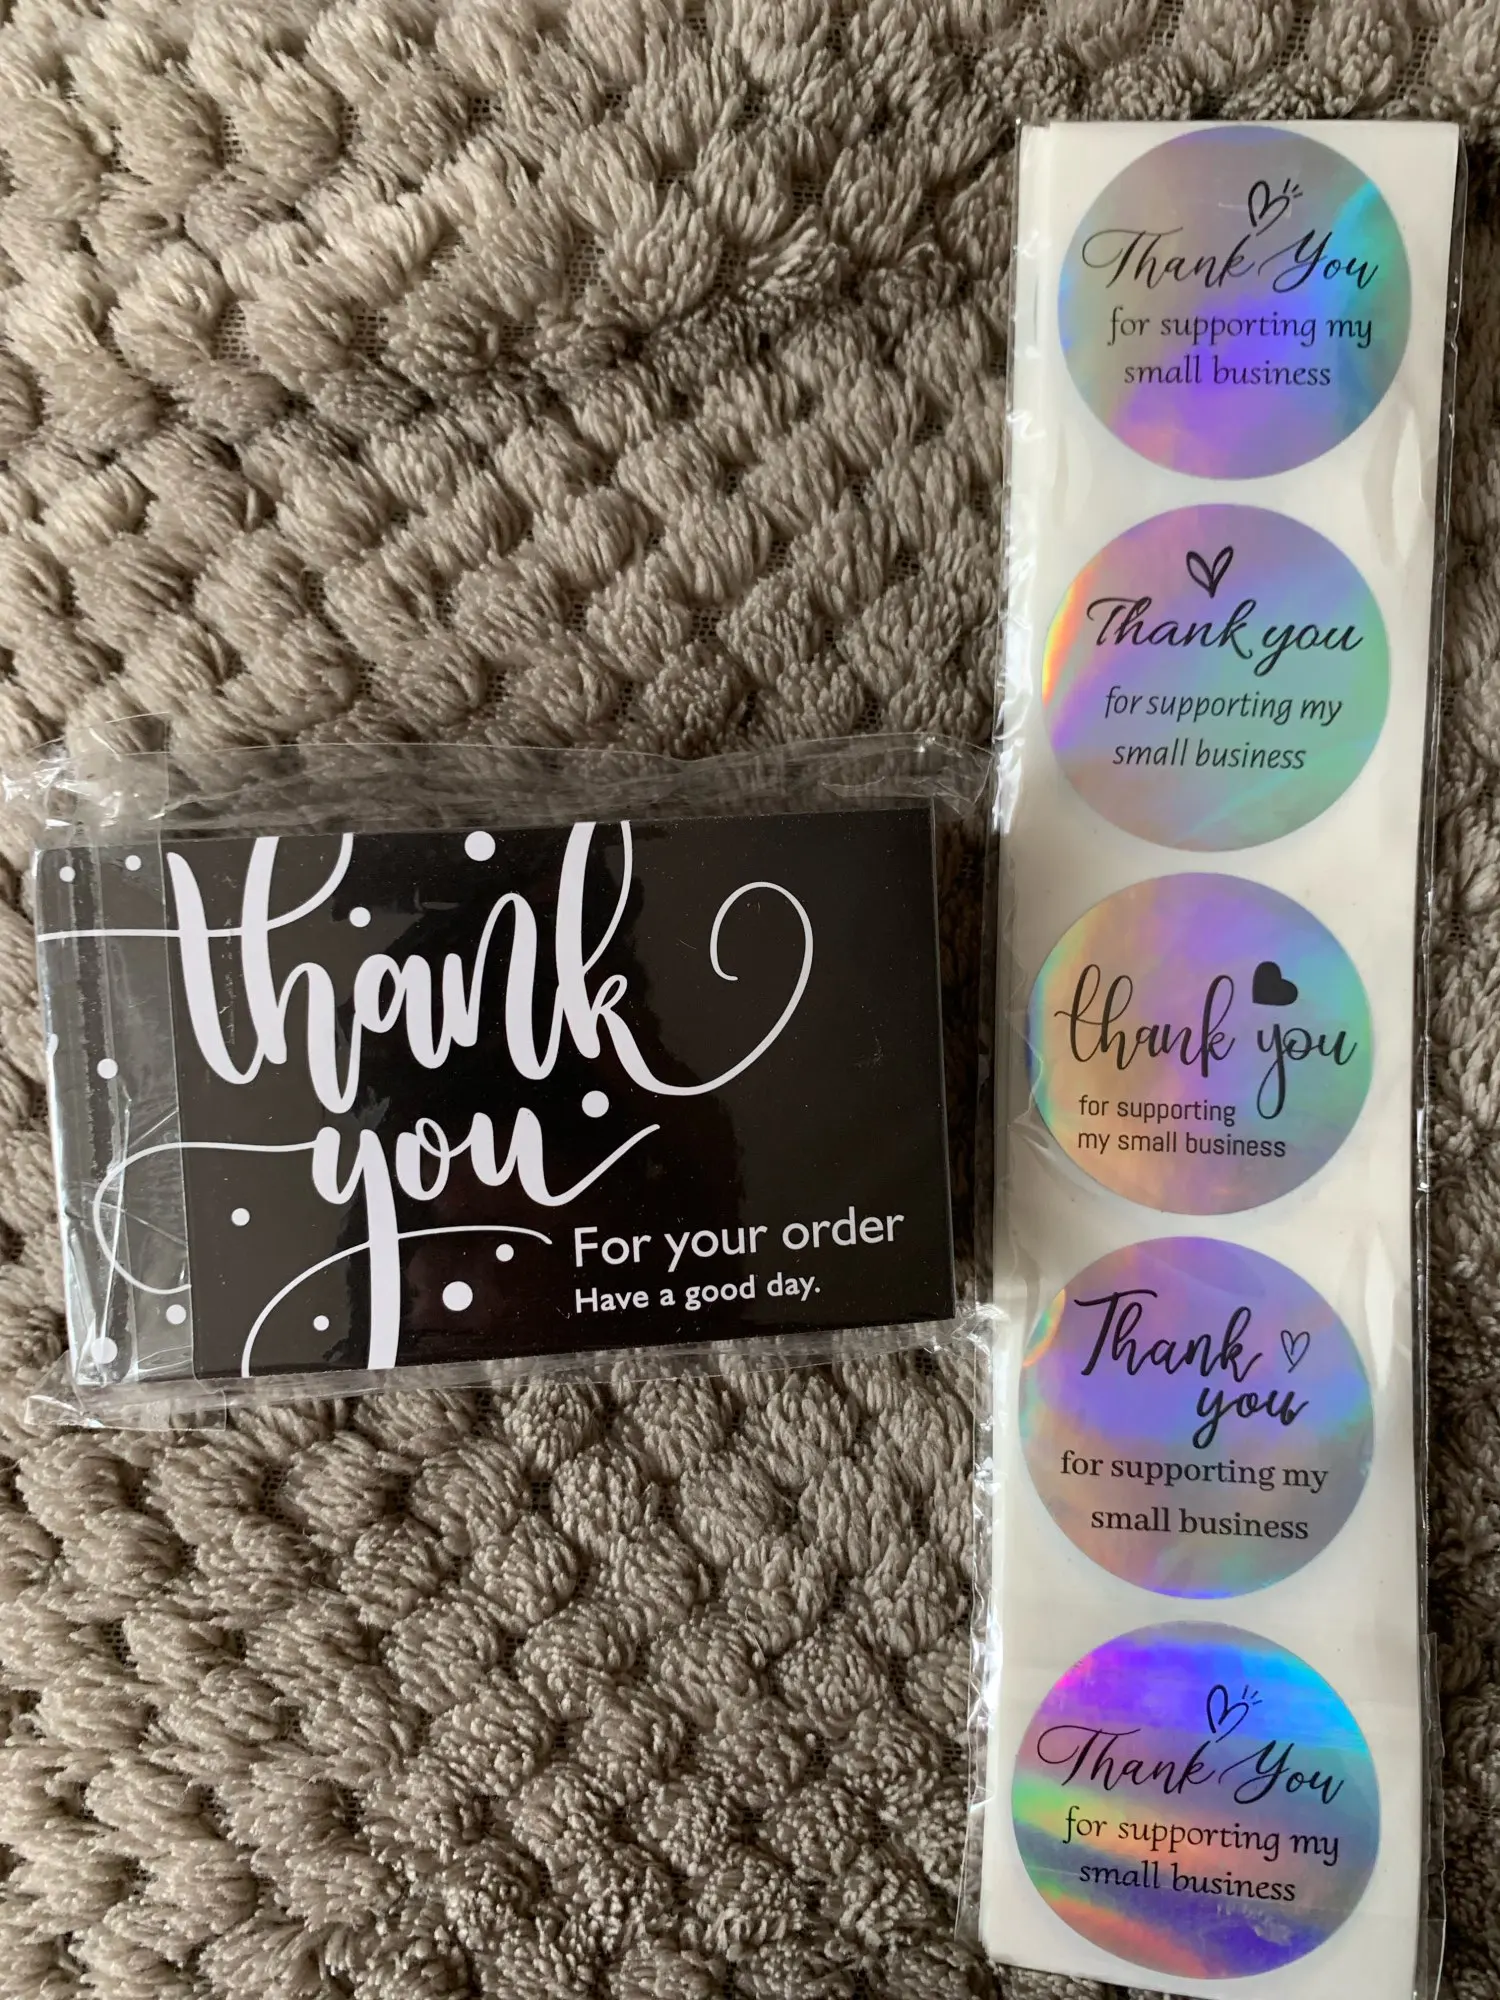 thank
you
For your order
Have a good day.
Thank You
for supporting my
small business
Thank you
for supporting my
small business
thank you
for supporting
my small business
Thank
you
for supporting my
small business
Thank You
for supporting my
small business